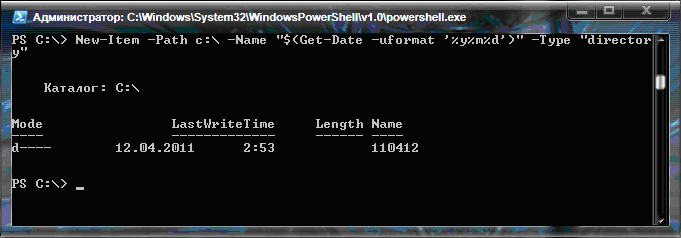 Администратор: C:\Windows\System32\WindowsPowerShell\v1.0\powershell.exe
PS C:\> New-Item -Path c:\ -Name "$(Get-Date -uformat '%y%m%d')" -Type "director
y"
Каталог: C:\
Mode LastWriteTime Length Name
---- ------------- ------ ----
d---- 12.04.2011 2:53 110412
PS C:\> _